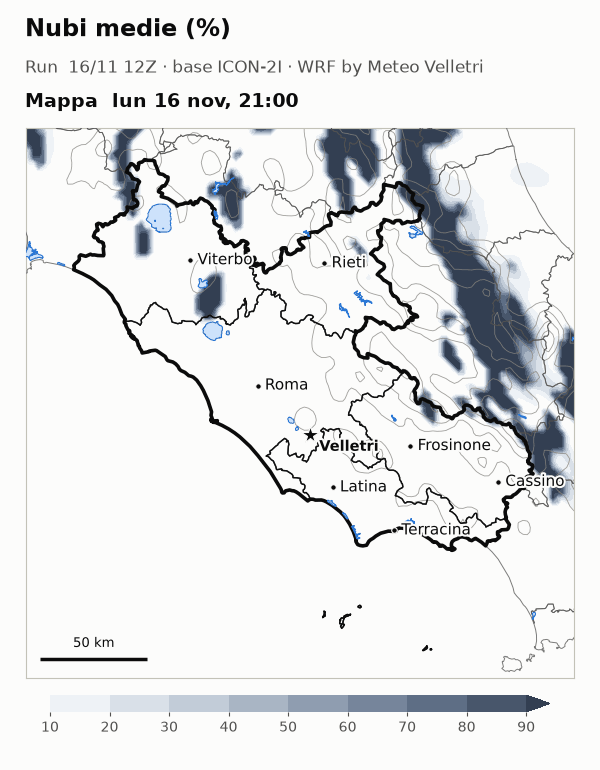 Nubi medie (%)
Run  16/11 12Z · base ICON-2I · WRF by Meteo Velletri
Mappa  lun 16 nov, 21:00
Viterbo
Rieti
Roma
Velletri
Frosinone
Cassino
Latina
Terracina
50 km
10 20 30 40 50 60 70 80 90